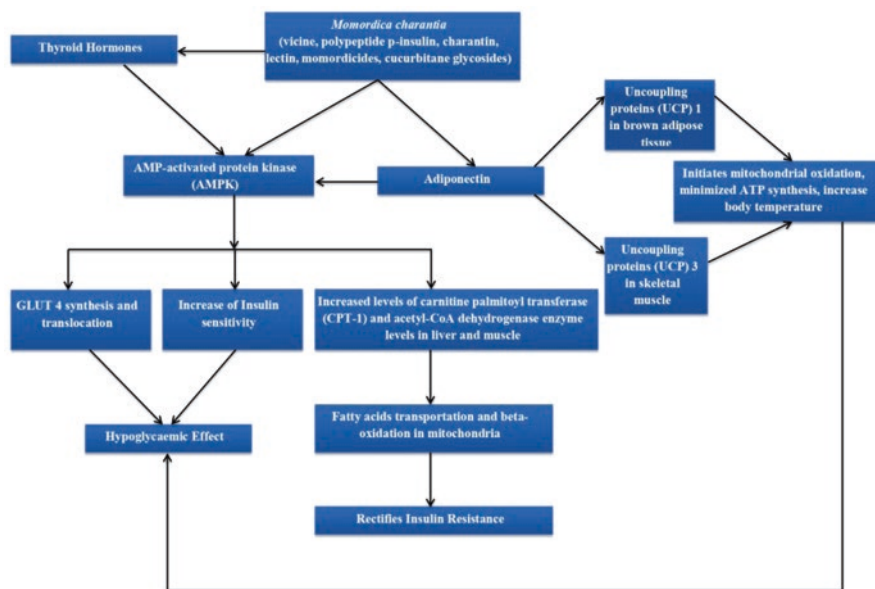 Momordica charantia
(vicine, polypeptide p-insulin, charantin,
lectin, momordicides, cucurbitane glycosides)
Thyroid Hormones
Uncoupling
proteins (UCP) 1
in brown adipose
tissue
AMP-activated protein kinase
(AMPK)
Adiponectin
Initiates mitochondrial oxidation,
minimized ATP synthesis, increase
body temperature
Uncoupling
proteins (UCP) 3
in skeletal
muscle
GLUT 4 synthesis and
translocation
Increase of Insulin
sensitivity
Increased levels of carnitine palmitoyl transferase
(CPT-1) and acetyl-CoA dehydrogenase enzyme
levels in liver and muscle
Hypoglycaemic Effect
Fatty acids transportation and beta-
oxidation in mitochondria
Rectifies Insulin Resistance